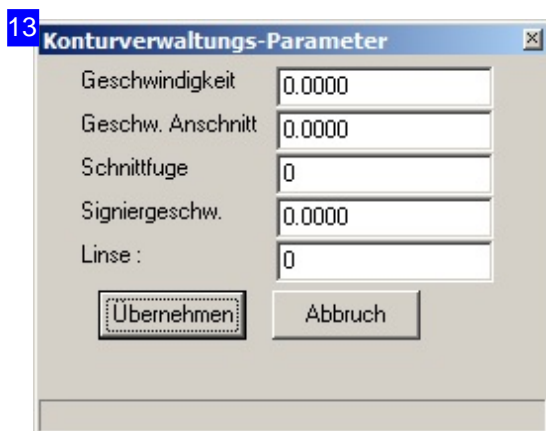 13
Konturverwaltungs-Parameter
Geschwindigkeit 0.0000
Geschw. Anschnitt 0.0000
Schnittfuge 0
Signiergeschw. 0.0000
Linse : 0
Übernehmen Abbruch